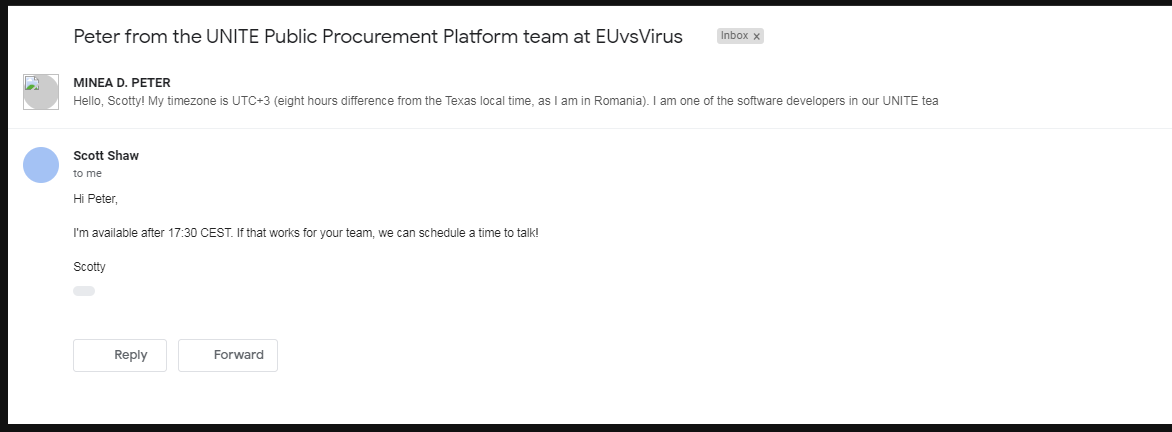 Peter from the UNITE Public Procurement Platform team at EUvsVirus
Inbox x
MINEA D. PETER
Hello, Scotty! My timezone is UTC+3 (eight hours difference from the Texas local time, as I am in Romania). I am one of the software developers in our UNITE tea
Scott Shaw
to me
Hi Peter,
I'm available after 17:30 CEST. If that works for your team, we can schedule a time to talk!
Scotty
Reply
Forward